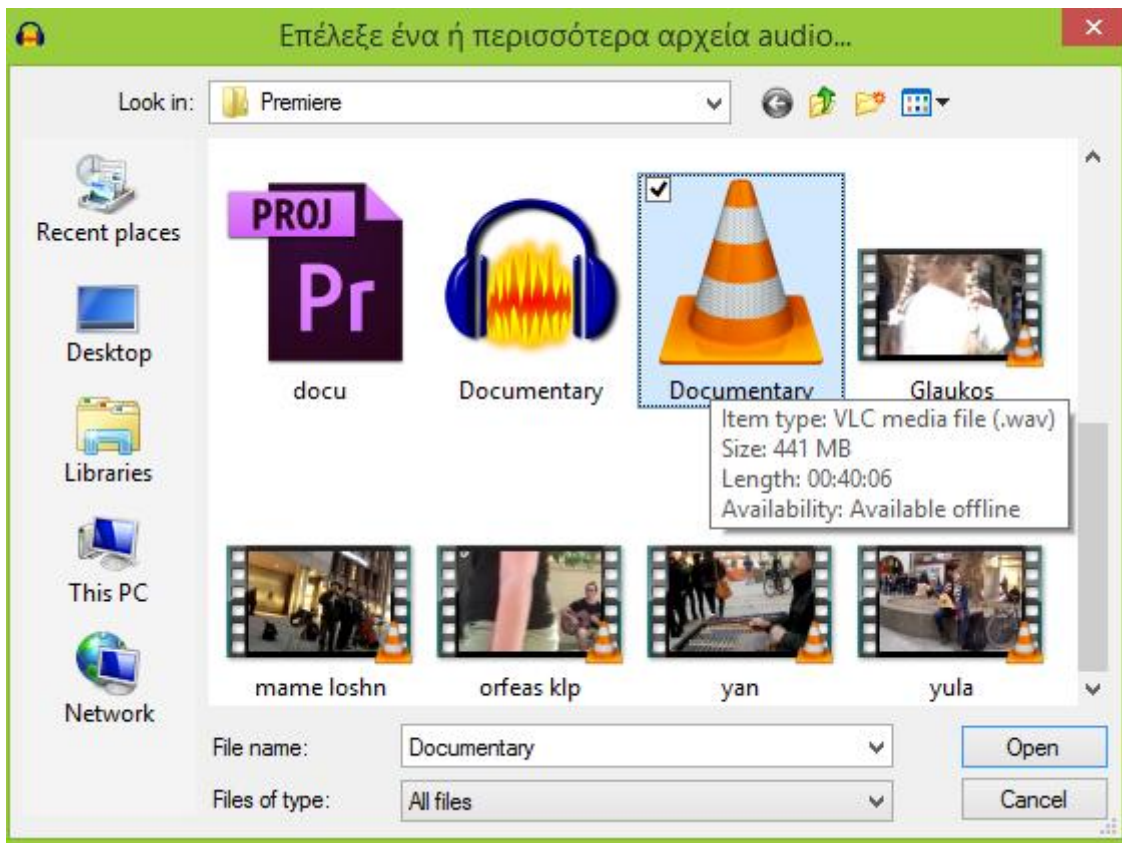 Επέλεξε ένα ή περισσότερα αρχεία audio...
Look in:
Premiere
Recent places
Desktop
Libraries
This PC
Network
PROJ
Pr
docu
Documentary
Documentary
Glaukos
Item type: VLC media file (.wav)
Size: 441 MB
Length: 00:40:06
Availability: Available offline
mame loshn
orfeas klp
yan
yula
File name:
Documentary
Open
Files of type:
All files
Cancel